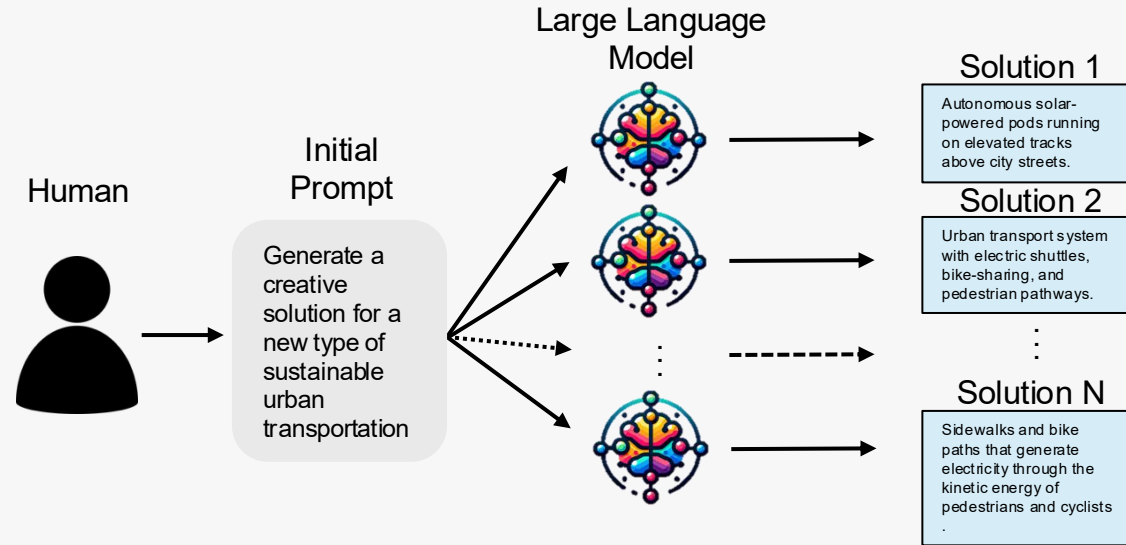 Human
Initial
Prompt
Generate a
creative
solution for a
new type of
sustainable
urban
transportation
Large Language
Model
Solution 1
Autonomous solar-
powered pods running
on elevated tracks
above city streets.
Solution 2
Urban transport system
with electric shuttles,
bike-sharing, and
pedestrian pathways.
Solution N
Sidewalks and bike
paths that generate
electricity through the
kinetic energy of
pedestrians and cyclists
.